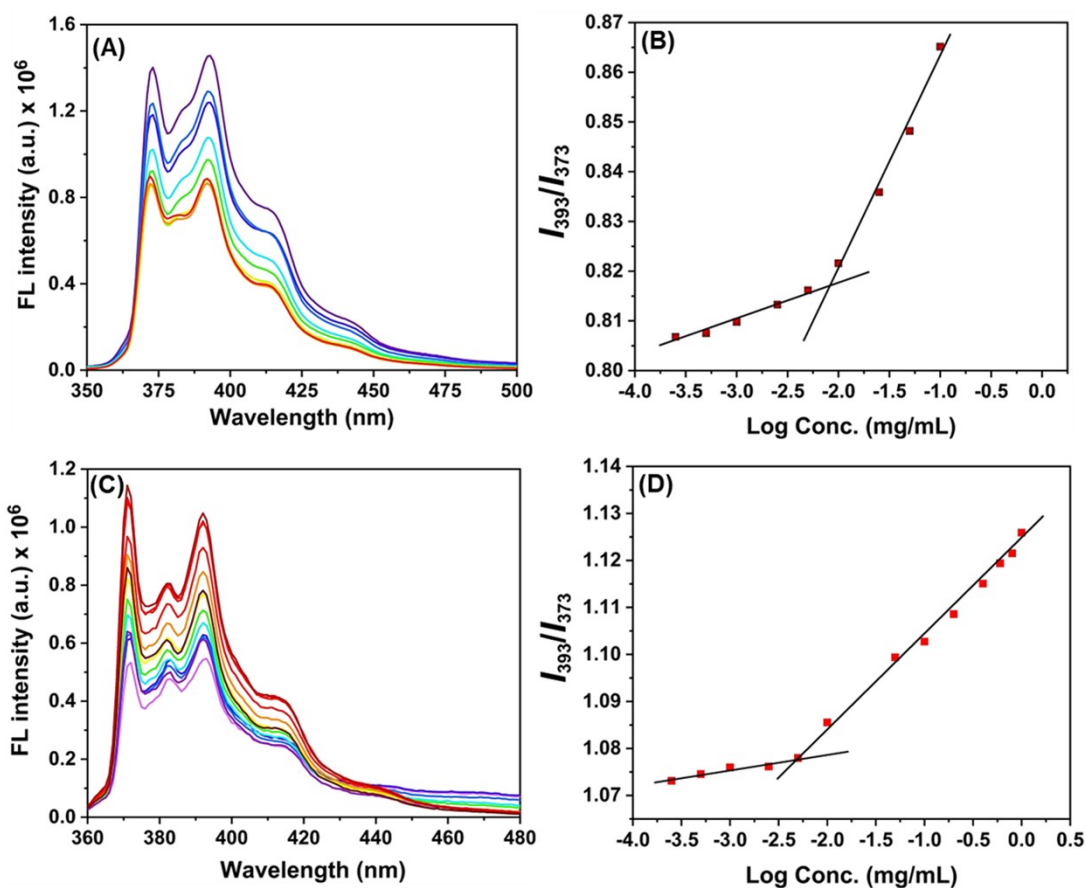 (A)
FL intensity (a.u.) x 10⁶
1.6
1.2
0.8
0.4
0.0
350 375 400 425 450 475 500
Wavelength (nm)
(B)
I₃₉₃/I₃₇₃
0.87
0.86
0.85
0.84
0.83
0.82
0.81
0.80
-4.0 -3.5 -3.0 -2.5 -2.0 -1.5 -1.0 -0.5 0.0
Log Conc. (mg/mL)
(C)
FL intensity (a.u.) x 10⁶
1.2
1.0
0.8
0.6
0.4
0.2
0.0
360 380 400 420 440 460 480
Wavelength (nm)
(D)
I₃₉₃/I₃₇₃
1.14
1.13
1.12
1.11
1.10
1.09
1.08
1.07
-4.0 -3.5 -3.0 -2.5 -2.0 -1.5 -1.0 -0.5 0.0 0.5
Log Conc. (mg/mL)